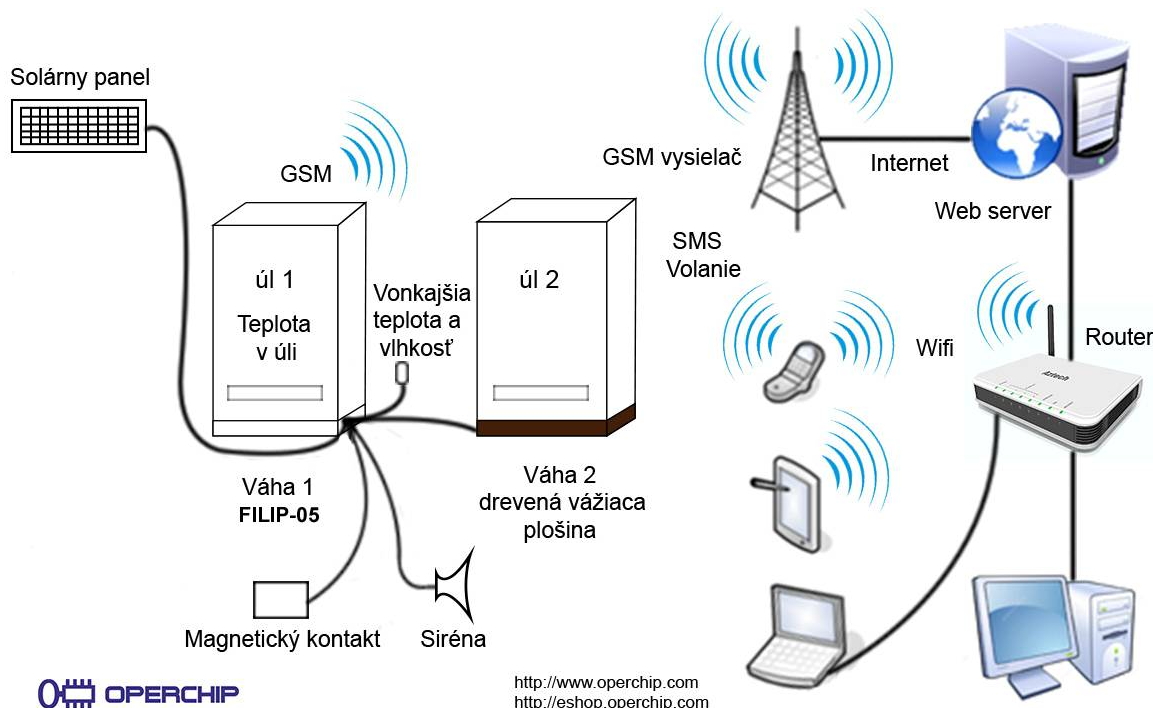 Solárny panel
GSM
úl 1
Teplota
v úli
Vonkajšia
teplota a
vlhkosť
úl 2
Váha 1
FILIP-05
Váha 2
drevená vážiaca
plošina
Magnetický kontakt
Siréna
GSM vysielač
Internet
Web server
SMS
Volanie
Wifi
Router
Aztech
OPERCHIP
http://www.operchip.com
http://eshop.operchip.com